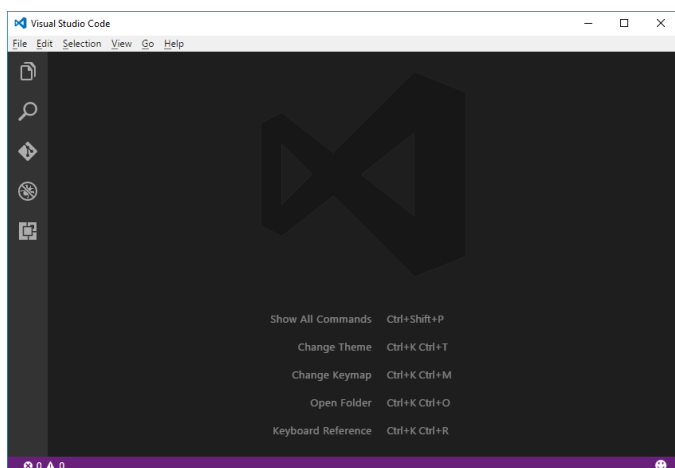 Visual Studio Code
File Edit Selection View Go Help
Show All Commands Ctrl+Shift+P
Change Theme Ctrl+K Ctrl+T
Change Keymap Ctrl+K Ctrl+M
Open Folder Ctrl+K Ctrl+O
Keyboard Reference Ctrl+K Ctrl+R
0 0